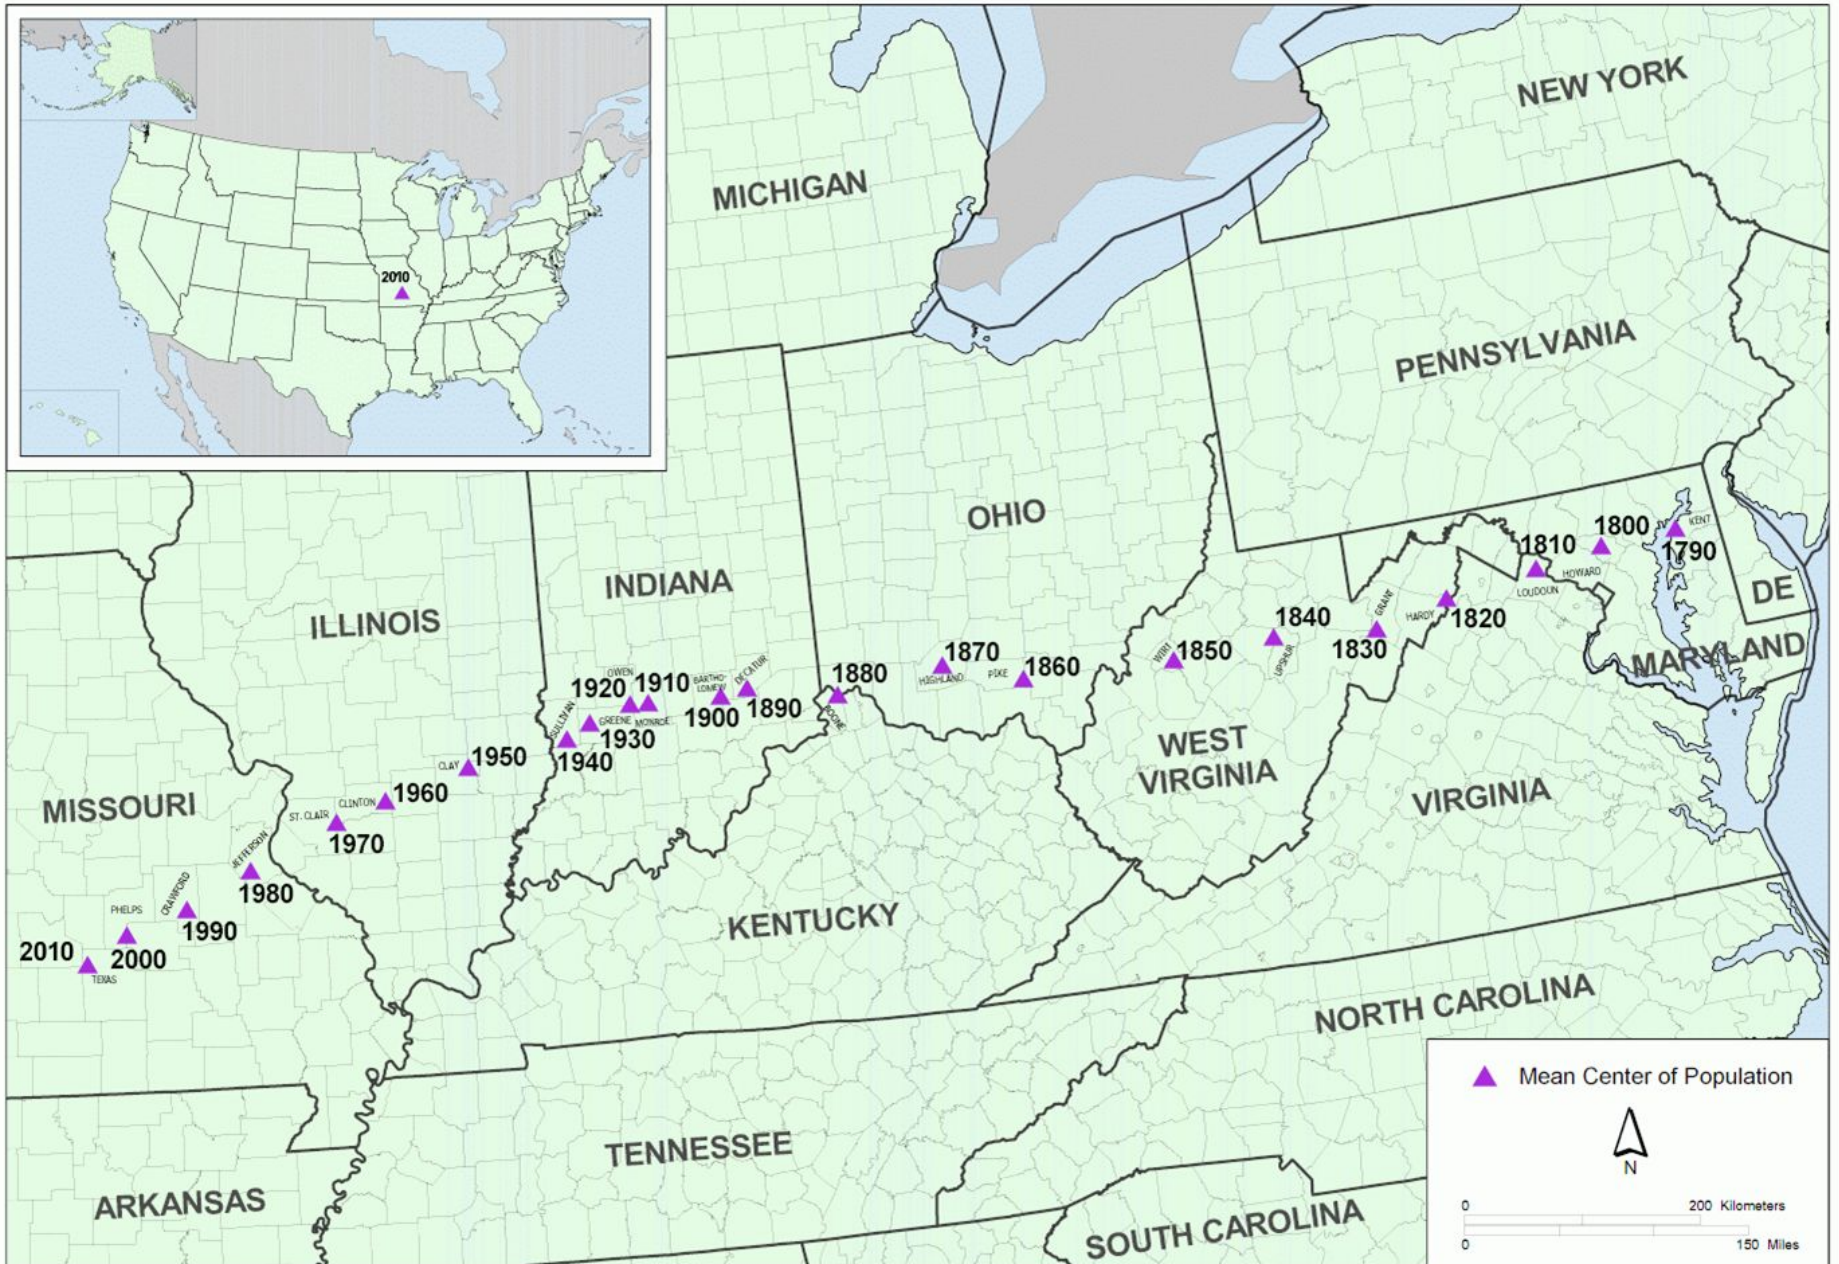 2010
MICHIGAN
NEW YORK
PENNSYLVANIA
OHIO
INDIANA
ILLINOIS
MISSOURI
KENTUCKY
WEST
VIRGINIA
VIRGINIA
MARYLAND
DE
NORTH CAROLINA
SOUTH CAROLINA
TENNESSEE
ARKANSAS
1790
KENT
1800
HOWARD
1810
LOUDOUN
1820
HARDY
1830
GRANT
1840
UPSHUR
1850
WIRT
1860
PIKE
1870
HIGHLAND
1880
BOONE
1890
DECATUR
1900
BARTHO-
LOMEW
1910
MONROE
1920
OWEN
1930
GREENE
1940
SULLIVAN
1950
CLAY
1960
CLINTON
1970
ST. CLAIR
1980
JEFFERSON
1990
CRAWFORD
2000
PHELPS
2010
TEXAS
Mean Center of Population
N
0 200 Kilometers
0 150 Miles